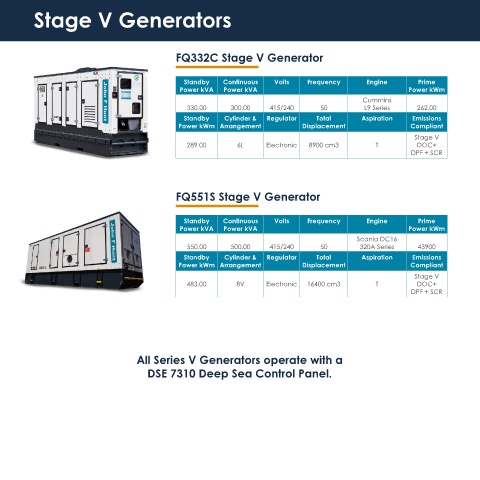 Stage V Generators
FQ332C Stage V Generator
Standby Power kVA Continuous Power kVA Volts Frequency Engine Prime Power kWm
330.00 300.00 415/240 50 Cummins L9 Series 262.00
Standby Power kWm Cylinder & Arrangement Regulator Total Displacement Aspiration Emissions Compliant
289.00 6L Electronic 8900 cm3 T Stage V DOC+ DPF + SCR
John F Hunt
FQ551S Stage V Generator
Standby Power kVA Continuous Power kVA Volts Frequency Engine Prime Power kWm
550.00 500.00 415/240 50 Scania DC16 320A Series 43900
Standby Power kWm Cylinder & Arrangement Regulator Total Displacement Aspiration Emissions Compliant
483.00 8V Electronic 16400 cm3 T Stage V DOC+ DPF + SCR
All Series V Generators operate with a
DSE 7310 Deep Sea Control Panel.